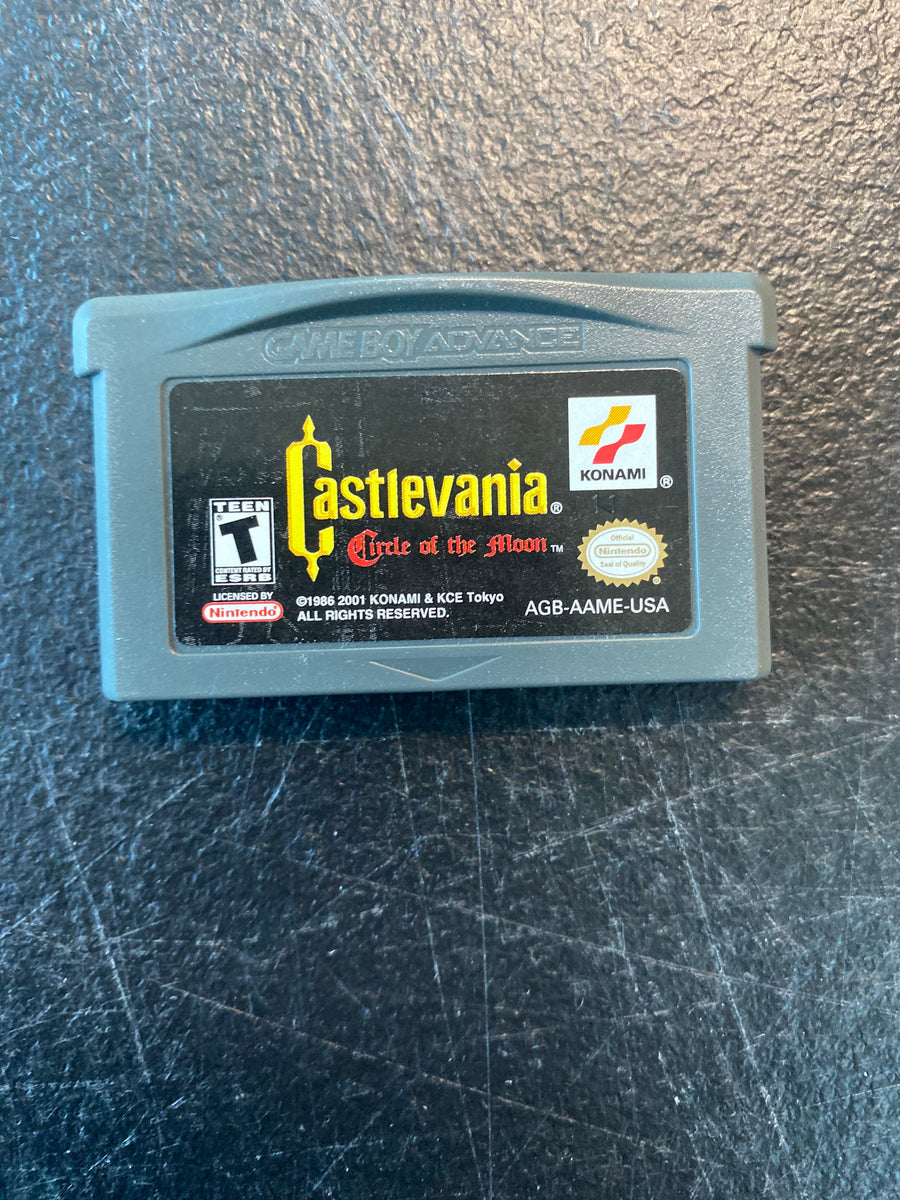 GAME BOY ADVANCE
KONAMI ®
Castlevania®
Circle of the Moon™
TEEN
® T
CONTENT RATED BY
ESRB
Official
Nintendo
Seal of Quality
®
LICENSED BY
Nintendo®
©1986 2001 KONAMI & KCE Tokyo
ALL RIGHTS RESERVED.
AGB-AAME-USA